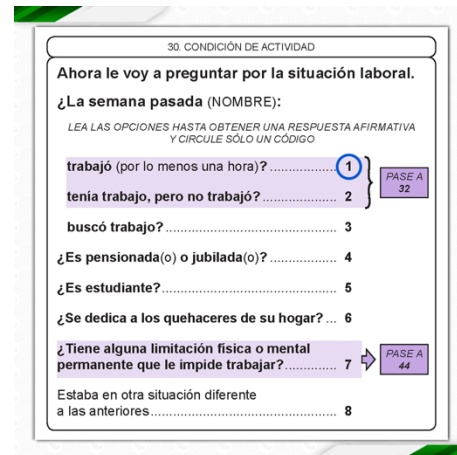 30. CONDICIÓN DE ACTIVIDAD
Ahora le voy a preguntar por la situación laboral.
¿La semana pasada (NOMBRE):
LEA LAS OPCIONES HASTA OBTENER UNA RESPUESTA AFIRMATIVA
Y CIRCULE SÓLO UN CÓDIGO
trabajó (por lo menos una hora)? .................. 1
PASE A
32
tenía trabajo, pero no trabajó? ................... 2
buscó trabajo? ........................................... 3
¿Es pensionada(o) o jubilada(o)? ................. 4
¿Es estudiante? ........................................... 5
¿Se dedica a los quehaceres de su hogar? ... 6
¿Tiene alguna limitación física o mental
permanente que le impide trabajar? ............. 7
PASE A
44
Estaba en otra situación diferente
a las anteriores ............................................ 8